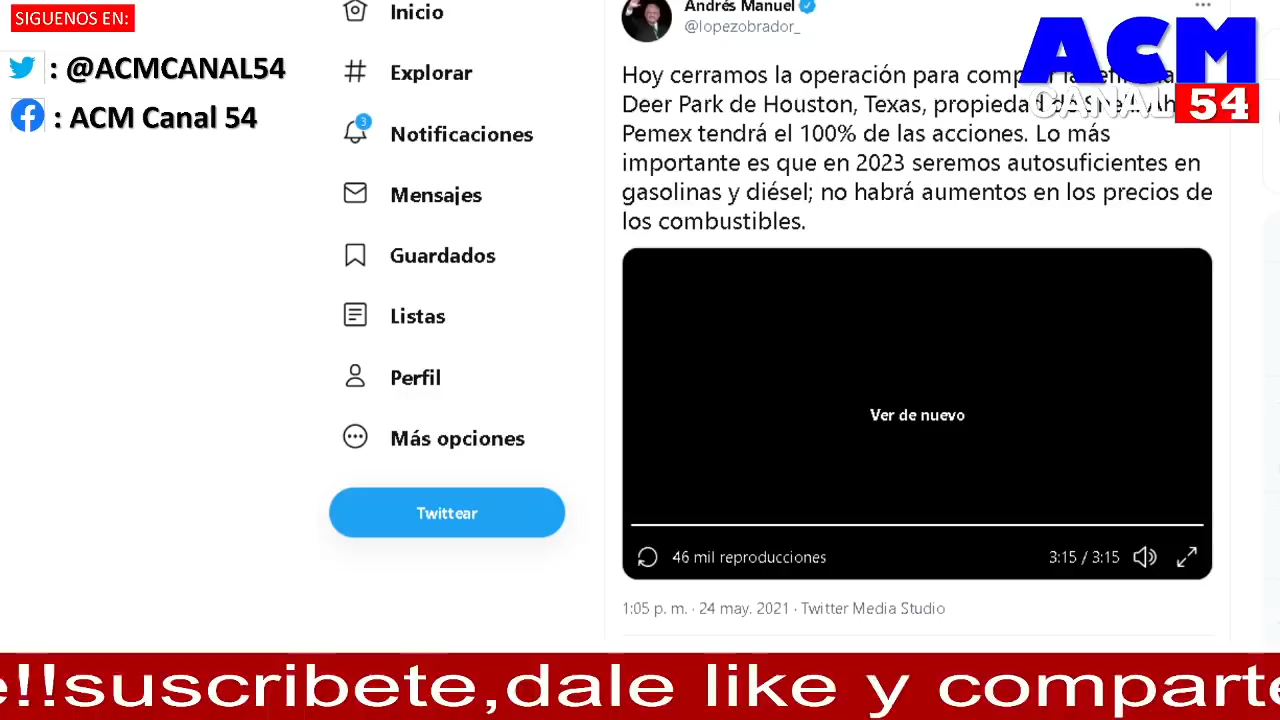 SIGUENOS EN:
: @ACMCANAL54
: ACM Canal 54
Inicio
Explorar
3
Notificaciones
Mensajes
Guardados
Listas
Perfil
Más opciones
Twittear
Andrés Manuel
@lopezobrador_
Hoy cerramos la operación para
Deer Park de Houston, Texas, propiedad
Pemex tendrá el 100% de las acciones. Lo más
importante es que en 2023 seremos autosuficientes en
gasolinas y diésel; no habrá aumentos en los precios de
los combustibles.
Ver de nuevo
46 mil reproducciones
3:15 / 3:15
1:05 p. m. · 24 may. 2021 · Twitter Media Studio
ACM
CANAL 54
e!!suscribete,dale like y comparte